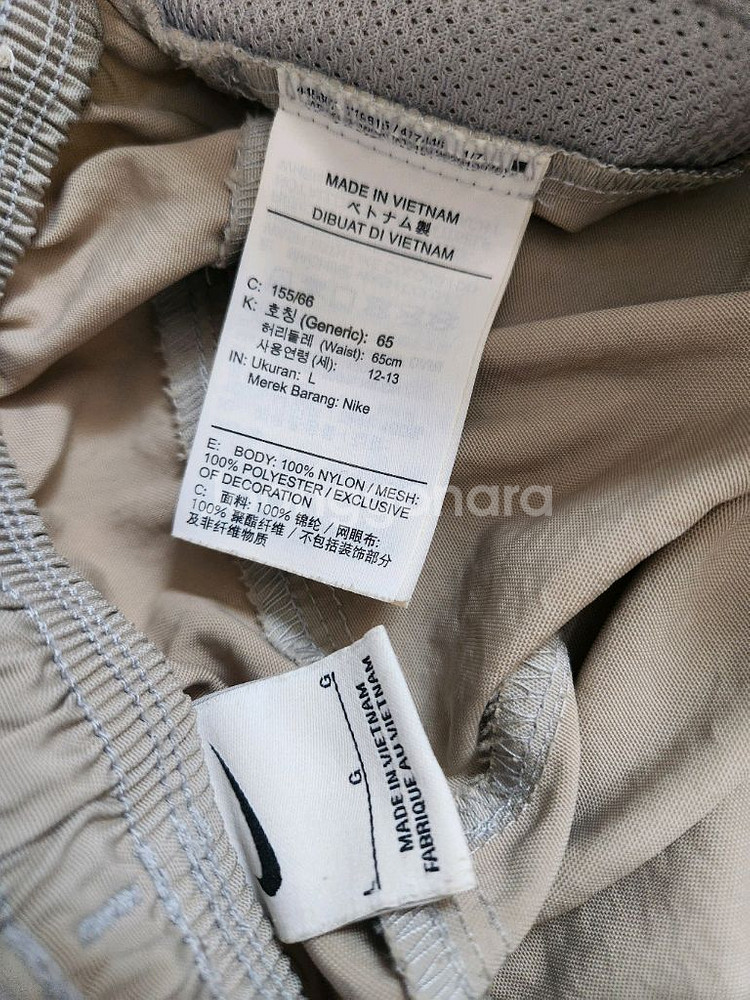 MADE IN VIETNAM
ベトナム製
DIBUAT DI VIETNAM
C: 155/66
K: 호칭 (Generic): 65
허리둘레 (Waist): 65cm
사용연령 (세): 12-13
IN: Ukuran: L
Merek Barang: Nike
E: BODY: 100% NYLON / MESH:
100% POLYESTER / EXCLUSIVE
OF DECORATION
C: 面料: 100% 锦纶 / 网眼布:
100% 聚酯纤维 / 不包括装饰部分
及非纤维物质
L G G
MADE IN VIETNAM
FABRIQUE AU VIETNAM